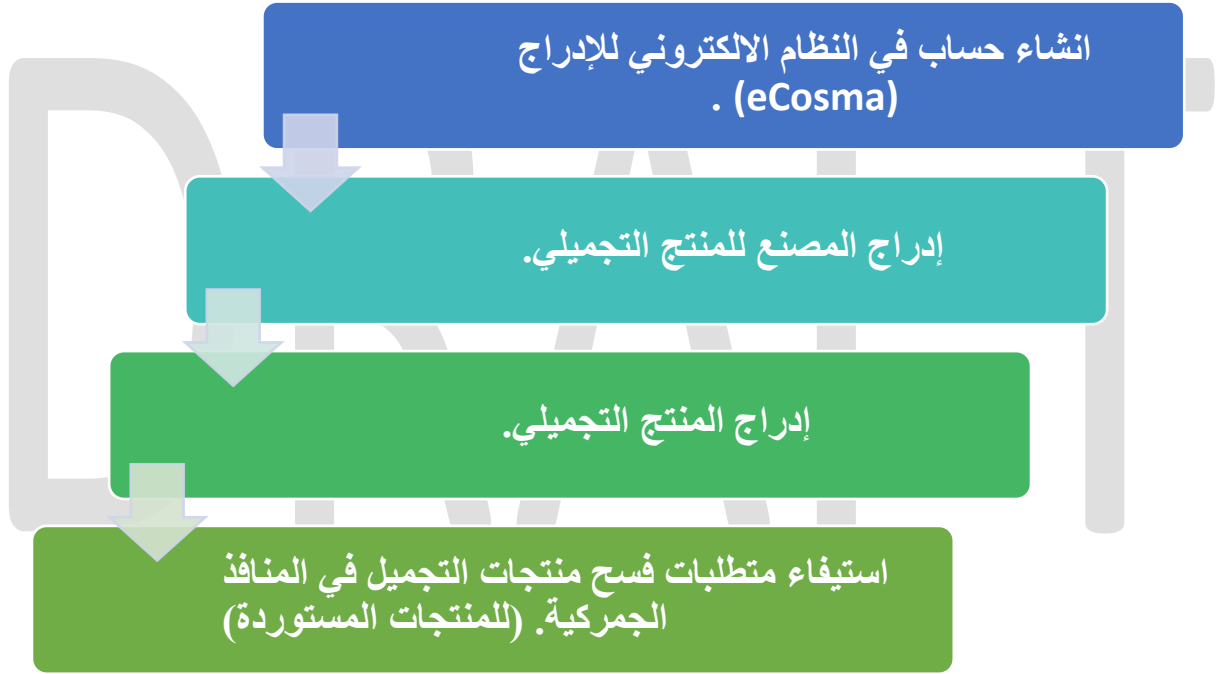 انشاء حساب في النظام الالكتروني للإدراج
(eCosma) .
إدراج المصنع للمنتج التجميلي.
إدراج المنتج التجميلي.
استيفاء متطلبات فسح منتجات التجميل في المنافذ
الجمركية. (للمنتجات المستوردة)
DRAFT